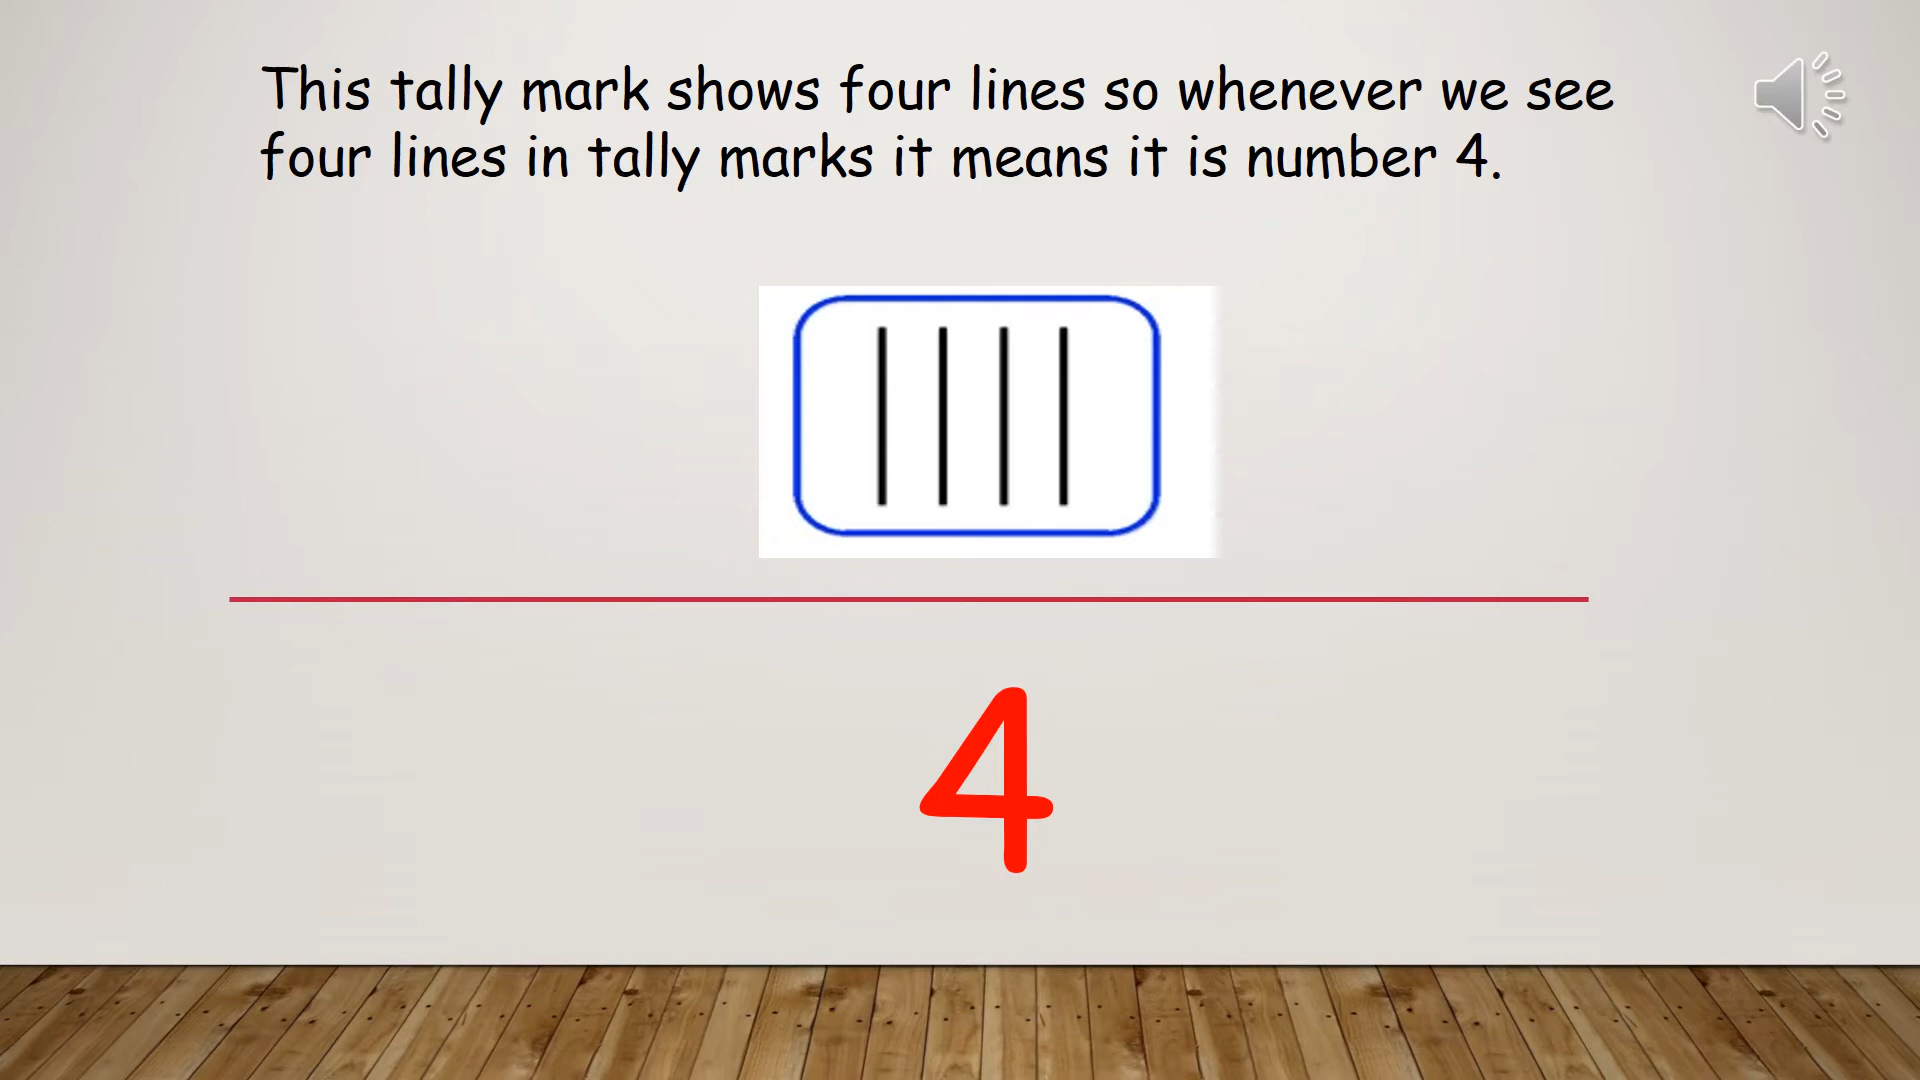 This tally mark shows four lines so whenever we see
four lines in tally marks it means it is number 4.
4